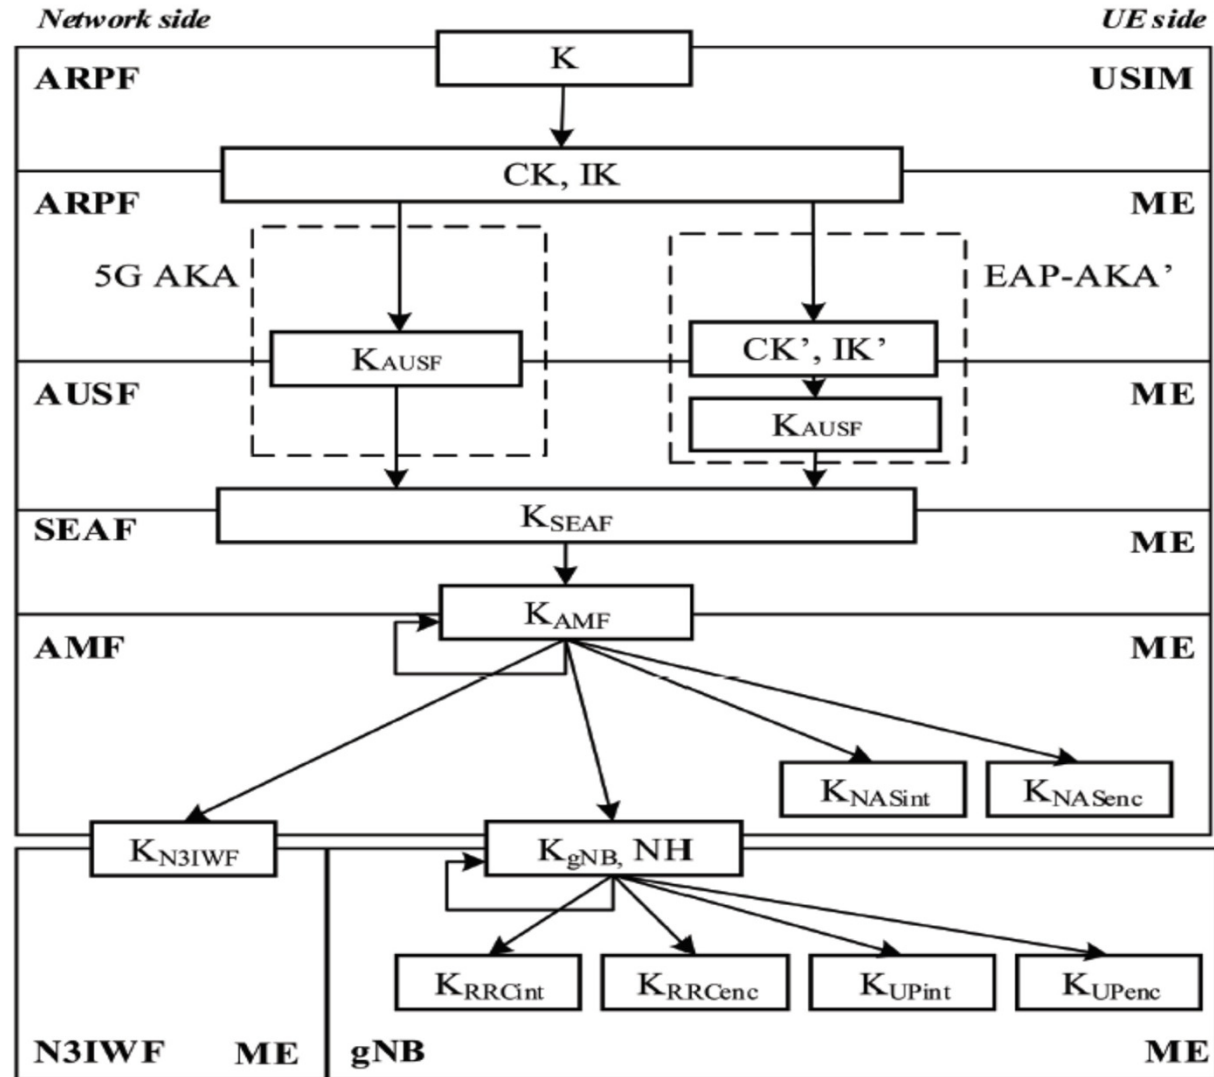 Network side UE side
K
ARPF USIM
CK, IK
ARPF ME
5G AKA EAP-AKA’
CK’, IK’
KAUSF
AUSF ME
KAUSF
KSEAF
SEAF ME
KAMF
AMF ME
KNASint KNASenc
KN3IWF KgNB, NH
KRRCint KRRCenc KUPint KUPenc
N3IWF ME gNB ME